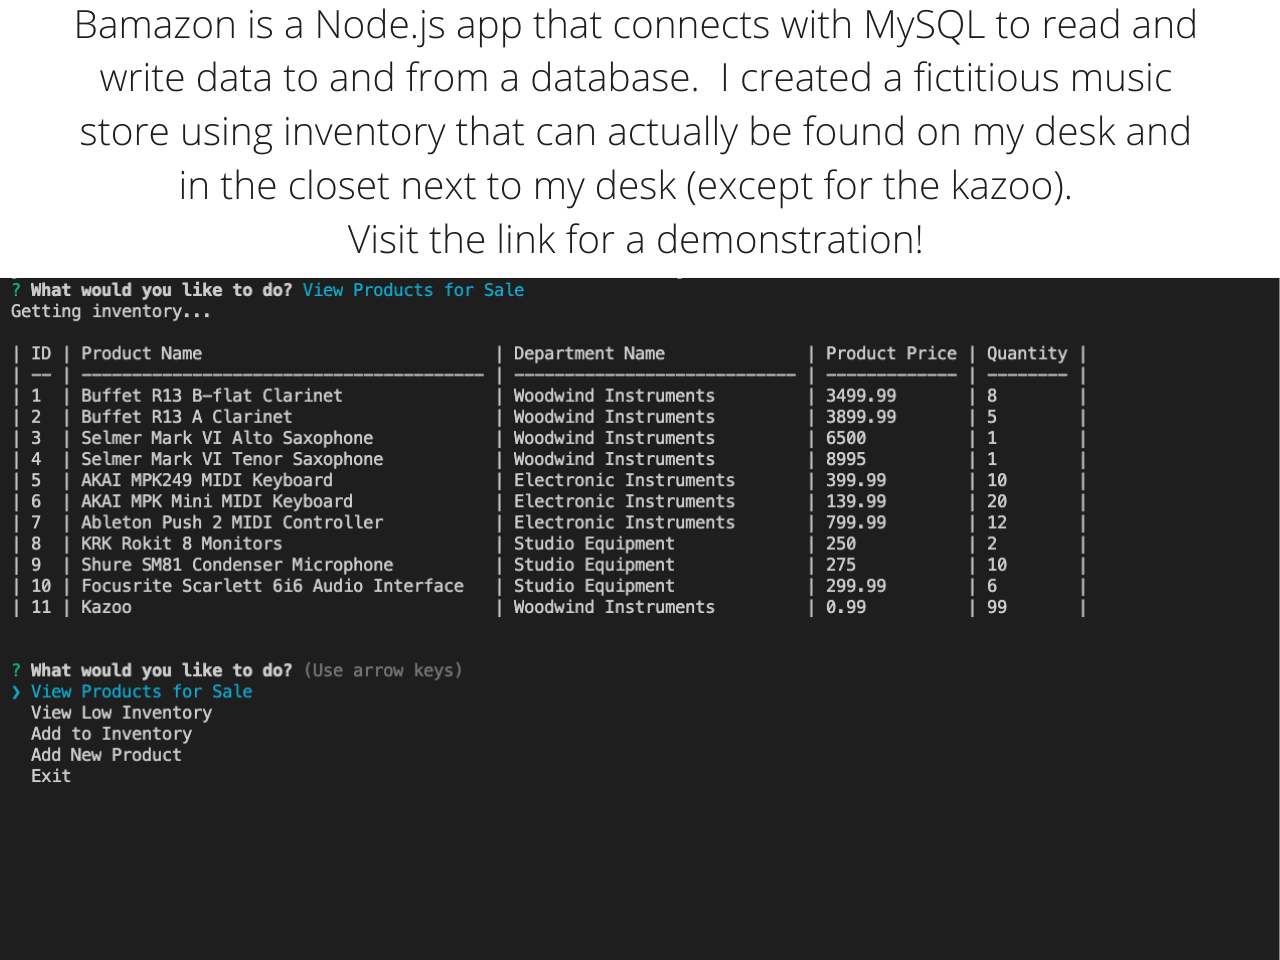 Bamazon is a Node.js app that connects with MySQL to read and
write data to and from a database. I created a fictitious music
store using inventory that can actually be found on my desk and
in the closet next to my desk (except for the kazoo).
Visit the link for a demonstration!
? What would you like to do? View Products for Sale
Getting inventory...
| ID | Product Name | Department Name | Product Price | Quantity |
| -- | ---------------------------------------- | ---------------------------- | ------------- | -------- |
| 1 | Buffet R13 B-flat Clarinet | Woodwind Instruments | 3499.99 | 8 |
| 2 | Buffet R13 A Clarinet | Woodwind Instruments | 3899.99 | 5 |
| 3 | Selmer Mark VI Alto Saxophone | Woodwind Instruments | 6500 | 1 |
| 4 | Selmer Mark VI Tenor Saxophone | Woodwind Instruments | 8995 | 1 |
| 5 | AKAI MPK249 MIDI Keyboard | Electronic Instruments | 399.99 | 10 |
| 6 | AKAI MPK Mini MIDI Keyboard | Electronic Instruments | 139.99 | 20 |
| 7 | Ableton Push 2 MIDI Controller | Electronic Instruments | 799.99 | 12 |
| 8 | KRK Rokit 8 Monitors | Studio Equipment | 250 | 2 |
| 9 | Shure SM81 Condenser Microphone | Studio Equipment | 275 | 10 |
| 10 | Focusrite Scarlett 6i6 Audio Interface | Studio Equipment | 299.99 | 6 |
| 11 | Kazoo | Woodwind Instruments | 0.99 | 99 |
? What would you like to do? (Use arrow keys)
❯ View Products for Sale
View Low Inventory
Add to Inventory
Add New Product
Exit